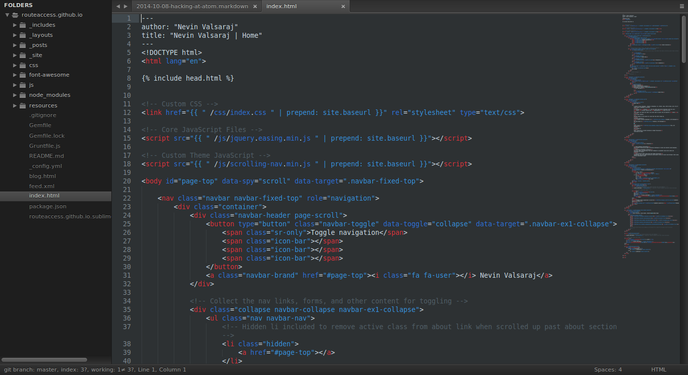 FOLDERS
routeaccess.github.io
_includes
_layouts
_posts
_site
css
font-awesome
js
node_modules
resources
.gitignore
Gemfile
Gemfile.lock
Gruntfile.js
README.md
_config.yml
blog.html
feed.xml
index.html
package.json
routeaccess.github.io.sublim
2014-10-08-hacking-at-atom.markdown
index.html
1 ---
2 author: "Nevin Valsaraj"
3 title: "Nevin Valsaraj | Home"
4 ---
5 <!DOCTYPE html>
6 <html lang="en">
7
8 {% include head.html %}
9
10
11 <!-- Custom CSS -->
12 <link href="{{ " /css/index.css " | prepend: site.baseurl }}" rel="stylesheet" type="text/css">
13
14 <!-- Core JavaScript Files -->
15 <script src="{{ " /js/jquery.easing.min.js " | prepend: site.baseurl }}"></script>
16
17 <!-- Custom Theme JavaScript -->
18 <script src="{{ " /js/scrolling-nav.min.js " | prepend: site.baseurl }}"></script>
19
20 <body id="page-top" data-spy="scroll" data-target=".navbar-fixed-top">
21
22 <nav class="navbar navbar-fixed-top" role="navigation">
23 <div class="container">
24 <div class="navbar-header page-scroll">
25 <button type="button" class="navbar-toggle" data-toggle="collapse" data-target=".navbar-ex1-collapse">
26 <span class="sr-only">Toggle navigation</span>
27 <span class="icon-bar"></span>
28 <span class="icon-bar"></span>
29 <span class="icon-bar"></span>
30 </button>
31 <a class="navbar-brand" href="#page-top"><i class="fa fa-user"></i> Nevin Valsaraj</a>
32 </div>
33
34 <!-- Collect the nav links, forms, and other content for toggling -->
35 <div class="collapse navbar-collapse navbar-ex1-collapse">
36 <ul class="nav navbar-nav">
37 <!-- Hidden li included to remove active class from about link when scrolled up past about section
-->
38 <li class="hidden">
39 <a href="#page-top"></a>
40 </li>
git branch: master, index: 3?, working: 1≠ 3?, Line 1, Column 1
Spaces: 4
HTML